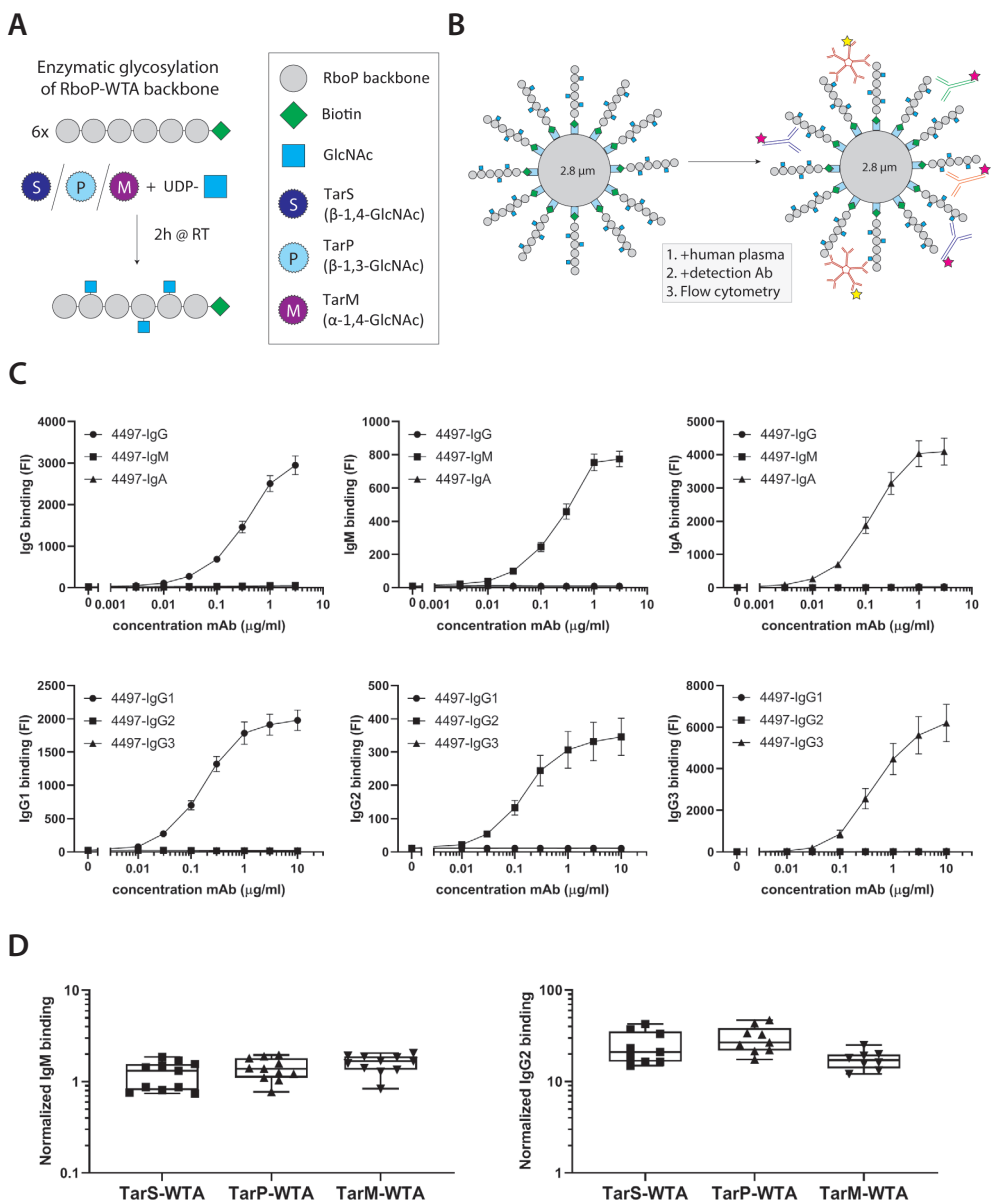 A
Enzymatic glycosylation
of RboP-WTA backbone
6x
S
P
M
+ UDP-
2h @ RT
RboP backbone
Biotin
GlcNAc
S
TarS
(β-1,4-GlcNAc)
P
TarP
(β-1,3-GlcNAc)
M
TarM
(α-1,4-GlcNAc)
B
2.8 μm
2.8 μm
1. +human plasma
2. +detection Ab
3. Flow cytometry
C
IgG binding (FI)
4000
3000
2000
1000
0
4497-IgG
4497-IgM
4497-IgA
0 0.001 0.01 0.1 1 10
concentration mAb (μg/ml)
IgM binding (FI)
1000
800
600
400
200
0
4497-IgG
4497-IgM
4497-IgA
0 0.001 0.01 0.1 1 10
concentration mAb (μg/ml)
IgA binding (FI)
5000
4000
3000
2000
1000
0
4497-IgG
4497-IgM
4497-IgA
0 0.001 0.01 0.1 1 10
concentration mAb (μg/ml)
IgG1 binding (FI)
2500
2000
1500
1000
500
0
4497-IgG1
4497-IgG2
4497-IgG3
0 0.01 0.1 1 10
concentration mAb (μg/ml)
IgG2 binding (FI)
500
400
300
200
100
0
4497-IgG1
4497-IgG2
4497-IgG3
0 0.01 0.1 1 10
concentration mAb (μg/ml)
IgG3 binding (FI)
8000
6000
4000
2000
0
4497-IgG1
4497-IgG2
4497-IgG3
0 0.01 0.1 1 10
concentration mAb (μg/ml)
D
Normalized IgM binding
10
1
0.1
TarS-WTA TarP-WTA TarM-WTA
Normalized IgG2 binding
100
10
1
TarS-WTA TarP-WTA TarM-WTA